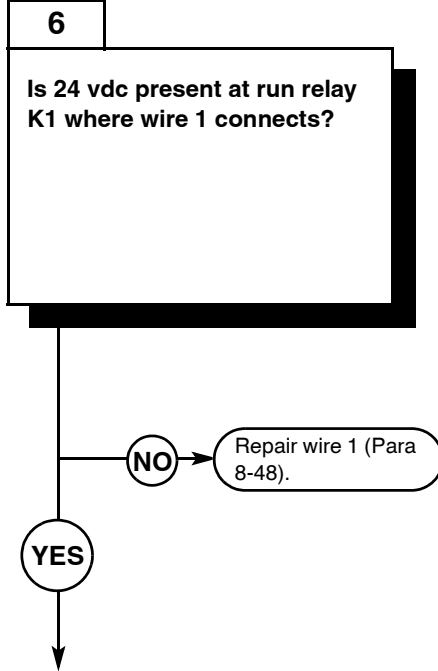 6
Is 24 vdc present at run relay
K1 where wire 1 connects?
NO
Repair wire 1 (Para
8-48).
YES